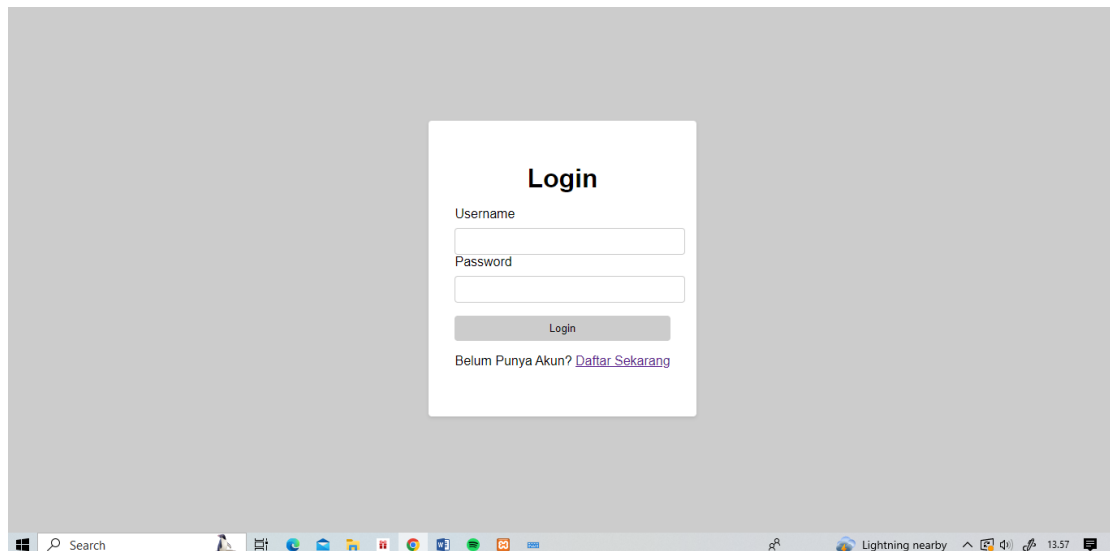 Login
Username
Password
Login
Belum Punya Akun? Daftar Sekarang
Search
Lightning nearby
13.57